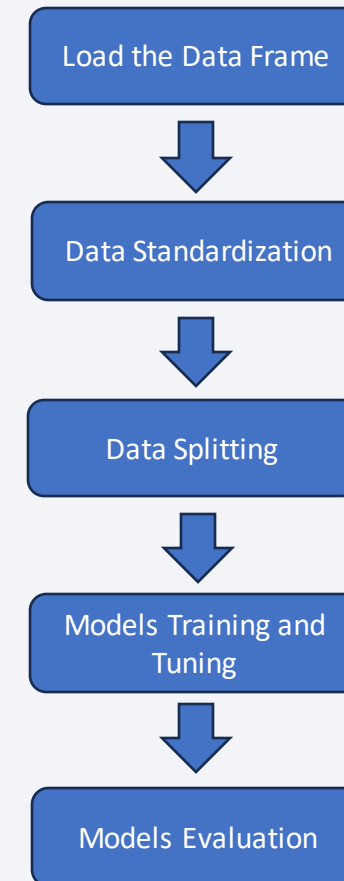 Load the Data Frame
Data Standardization
Data Splitting
Models Training and
Tuning
Models Evaluation